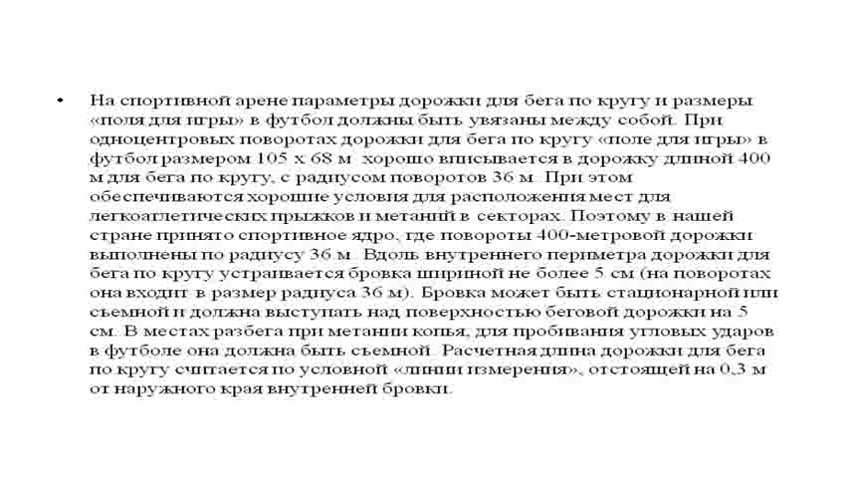 • На спортивной арене параметры дорожки для бега по кругу и размеры
«поля для игры» в футбол должны быть увязаны между собой. При
одноцентровых поворотах дорожки для бега по кругу «поле для игры» в
футбол размером 105 х 68 м хорошо вписывается в дорожку длиной 400
м для бега по кругу, с радиусом поворотов 36 м. При этом
обеспечиваются хорошие условия для расположения мест для
легкоатлетических прыжков и метаний в секторах. Поэтому в нашей
стране принято спортивное ядро, где повороты 400-метровой дорожки
выполнены по радиусу 36 м. Вдоль внутреннего периметра дорожки для
бега по кругу устраивается бровка шириной не более 5 см (на поворотах
она входит в размер радиуса 36 м). Бровка может быть стационарной или
съемной и должна выступать над поверхностью беговой дорожки на 5
см. В местах разбега при метании копья, для пробивания угловых ударов
в футболе она должна быть съемной. Расчетная длина дорожки для бега
по кругу считается по условной «линии измерения», отстоящей на 0,3 м
от наружного края внутренней бровки.